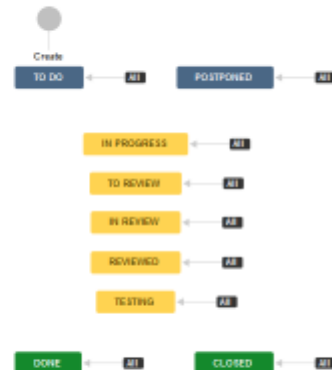 Create
TO DO All POSTPONED All
IN PROGRESS All
TO REVIEW All
IN REVIEW All
REVIEWED All
TESTING All
DONE All CLOSED All